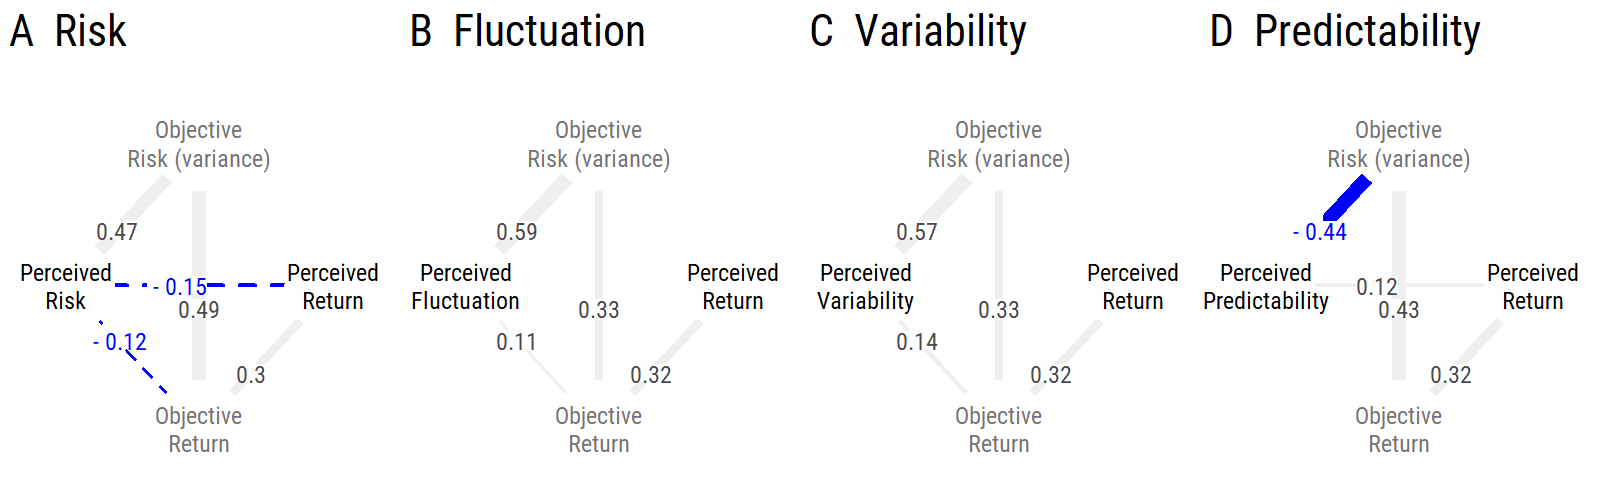 A Risk
Objective
Risk (variance)
0.47
Perceived
Risk
- 0.15
0.49
Perceived
Return
- 0.12
0.3
Objective
Return
B Fluctuation
Objective
Risk (variance)
0.59
Perceived
Fluctuation
0.33
Perceived
Return
0.11
0.32
Objective
Return
C Variability
Objective
Risk (variance)
0.57
Perceived
Variability
0.33
Perceived
Return
0.14
0.32
Objective
Return
D Predictability
Objective
Risk (variance)
- 0.44
Perceived
Predictability
0.12
0.43
Perceived
Return
0.32
Objective
Return